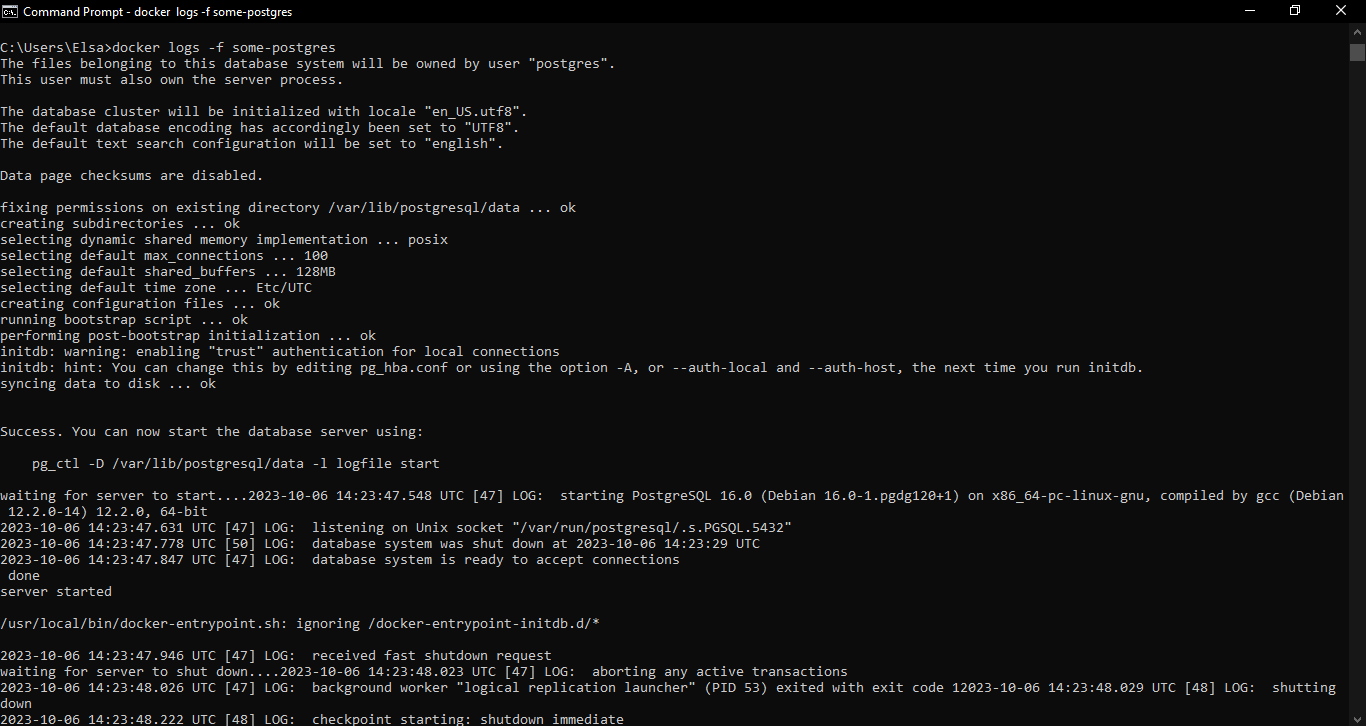 Command Prompt - docker logs -f some-postgres
C:\Users\Elsa>docker logs -f some-postgres
The files belonging to this database system will be owned by user "postgres".
This user must also own the server process.
The database cluster will be initialized with locale "en_US.utf8".
The default database encoding has accordingly been set to "UTF8".
The default text search configuration will be set to "english".
Data page checksums are disabled.
fixing permissions on existing directory /var/lib/postgresql/data ... ok
creating subdirectories ... ok
selecting dynamic shared memory implementation ... posix
selecting default max_connections ... 100
selecting default shared_buffers ... 128MB
selecting default time zone ... Etc/UTC
creating configuration files ... ok
running bootstrap script ... ok
performing post-bootstrap initialization ... ok
initdb: warning: enabling "trust" authentication for local connections
initdb: hint: You can change this by editing pg_hba.conf or using the option -A, or --auth-local and --auth-host, the next time you run initdb.
syncing data to disk ... ok
Success. You can now start the database server using:
pg_ctl -D /var/lib/postgresql/data -l logfile start
waiting for server to start....2023-10-06 14:23:47.548 UTC [47] LOG:  starting PostgreSQL 16.0 (Debian 16.0-1.pgdg120+1) on x86_64-pc-linux-gnu, compiled by gcc (Debian
12.2.0-14) 12.2.0, 64-bit
2023-10-06 14:23:47.631 UTC [47] LOG:  listening on Unix socket "/var/run/postgresql/.s.PGSQL.5432"
2023-10-06 14:23:47.778 UTC [50] LOG:  database system was shut down at 2023-10-06 14:23:29 UTC
2023-10-06 14:23:47.847 UTC [47] LOG:  database system is ready to accept connections
done
server started
/usr/local/bin/docker-entrypoint.sh: ignoring /docker-entrypoint-initdb.d/*
2023-10-06 14:23:47.946 UTC [47] LOG:  received fast shutdown request
waiting for server to shut down....2023-10-06 14:23:48.023 UTC [47] LOG:  aborting any active transactions
2023-10-06 14:23:48.026 UTC [47] LOG:  background worker "logical replication launcher" (PID 53) exited with exit code 12023-10-06 14:23:48.029 UTC [48] LOG:  shutting
down
2023-10-06 14:23:48.222 UTC [48] LOG:  checkpoint starting: shutdown immediate